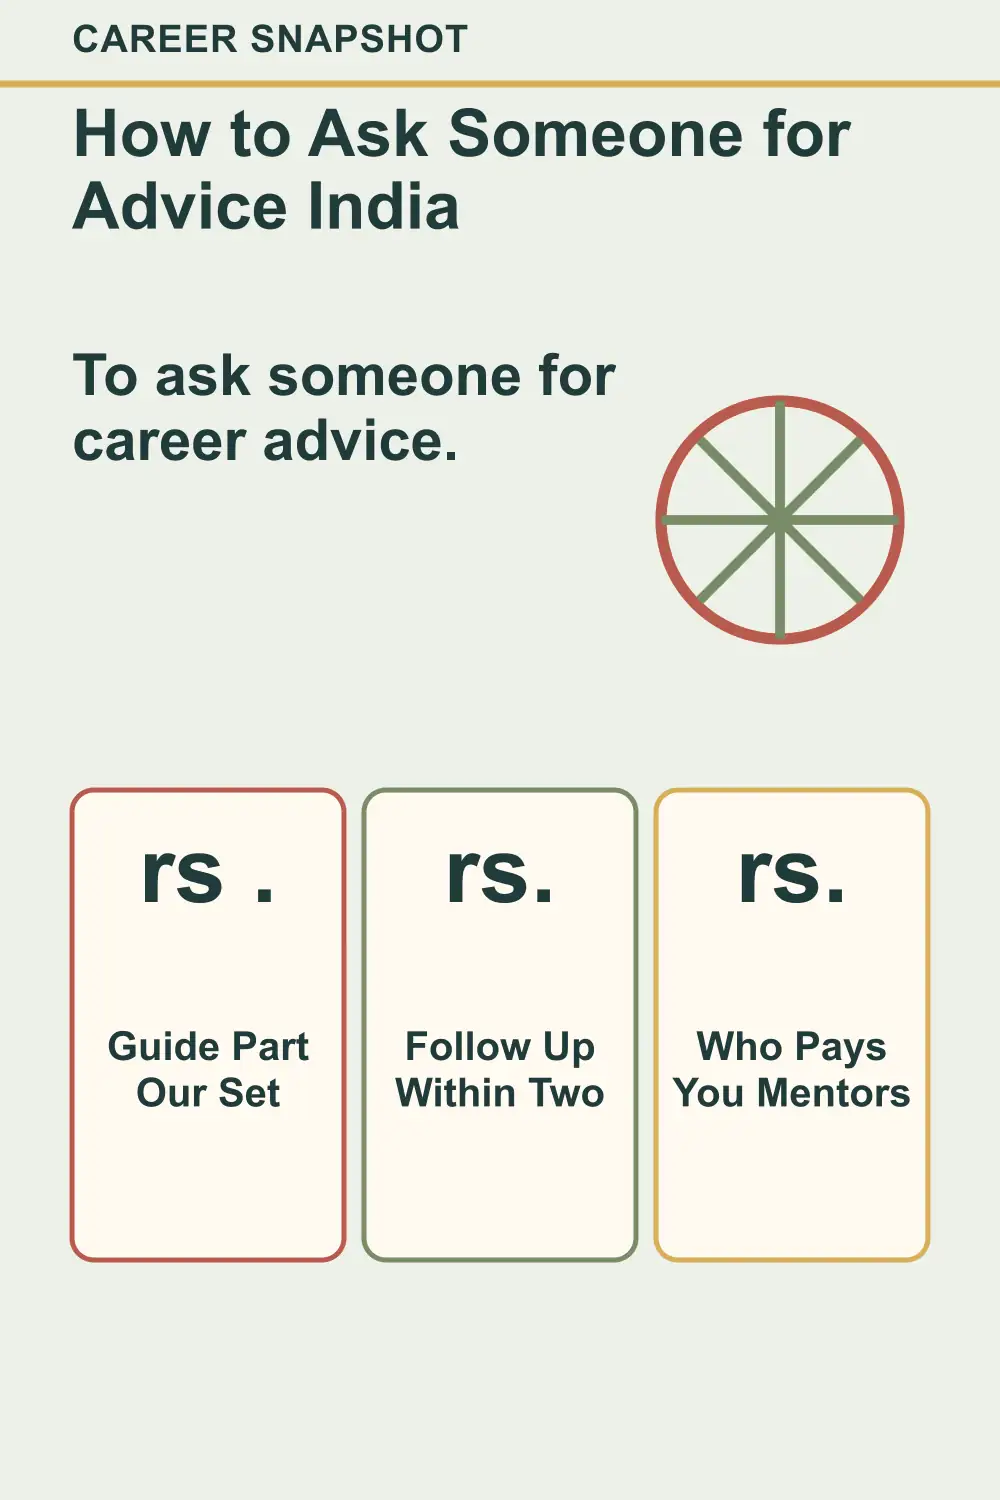 CAREER SNAPSHOT
How to Ask Someone for
Advice India
To ask someone for
career advice.
rs .
Guide Part
Our Set
rs.
Follow Up
Within Two
rs.
Who Pays
You Mentors